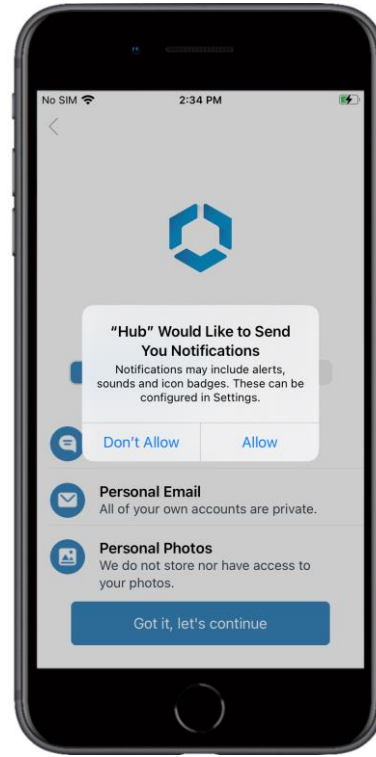 No SIM 2:34 PM
“Hub” Would Like to Send
You Notifications
Notifications may include alerts,
sounds and icon badges. These can be
configured in Settings.
Don’t Allow Allow
Personal Email
All of your own accounts are private.
Personal Photos
We do not store nor have access to
your photos.
Got it, let's continue